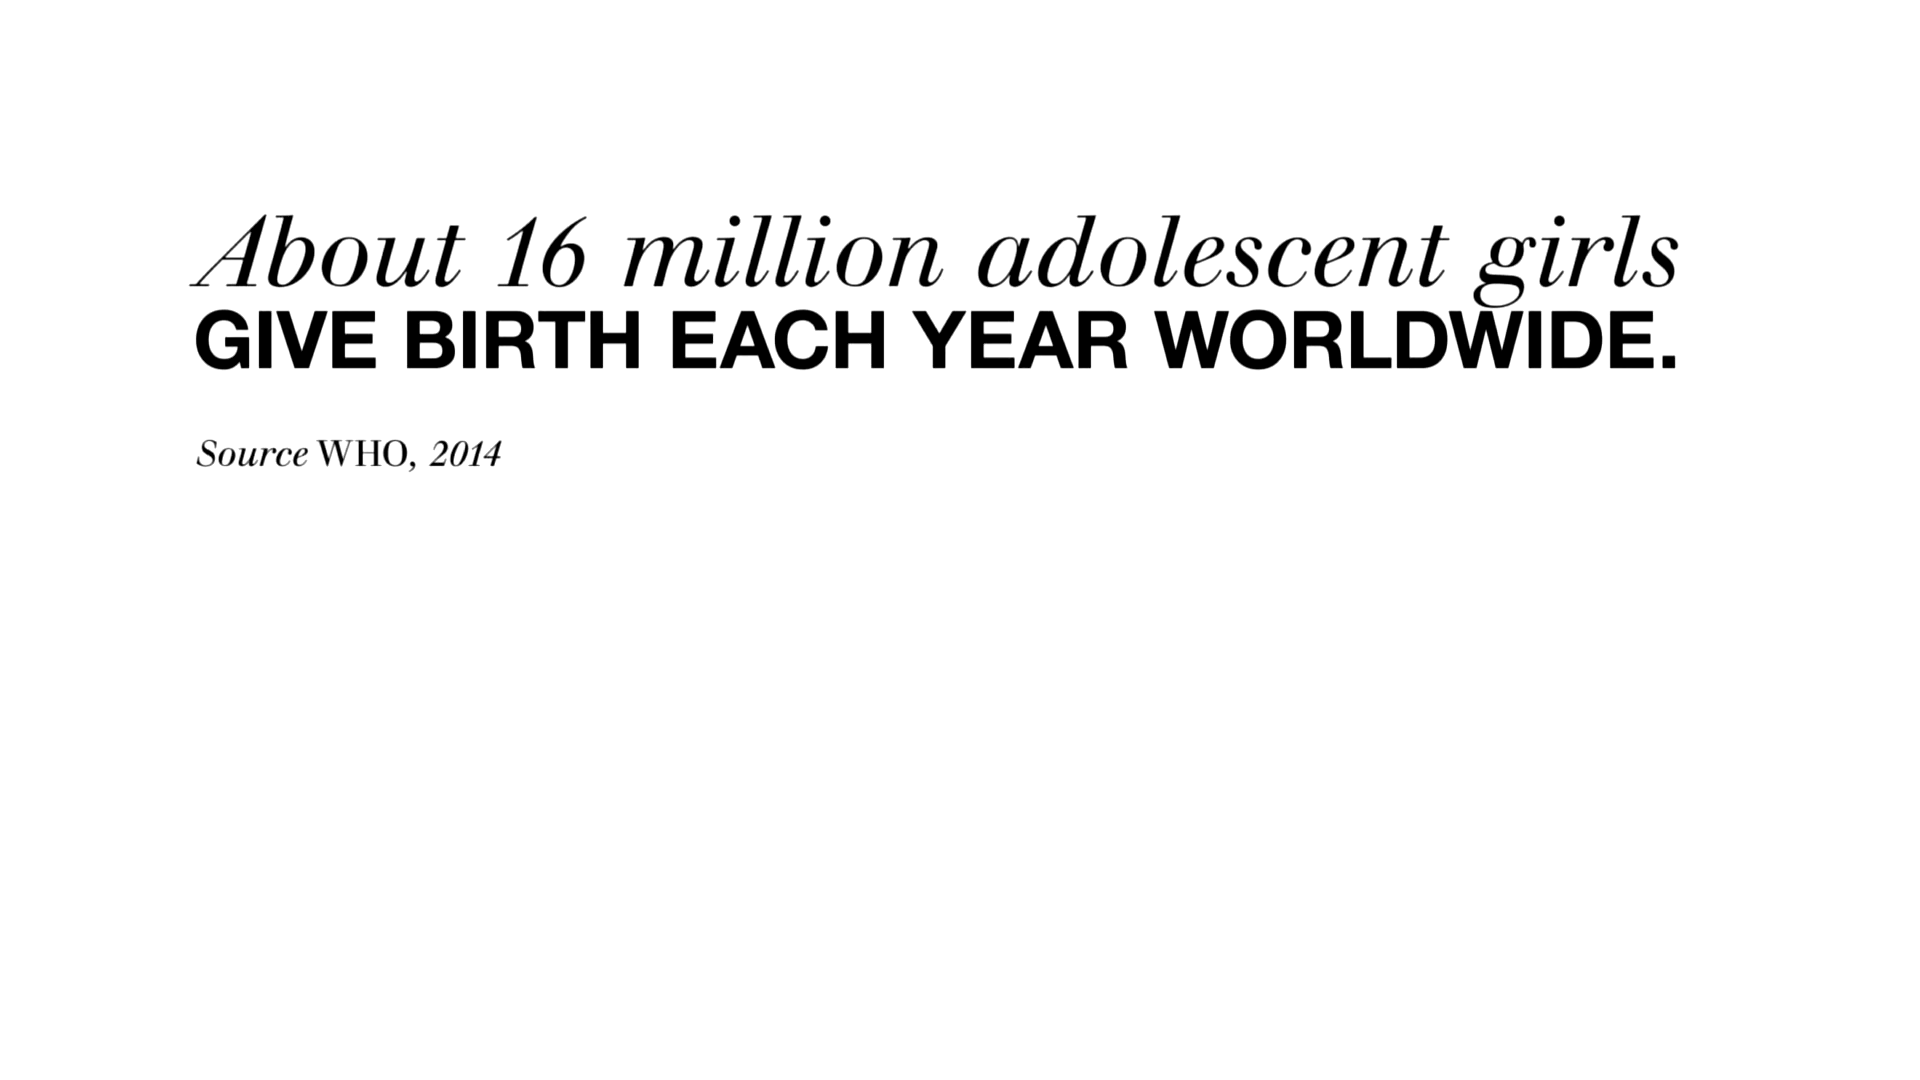 About 16 million adolescent girls
GIVE BIRTH EACH YEAR WORLDWIDE.
Source WHO, 2014